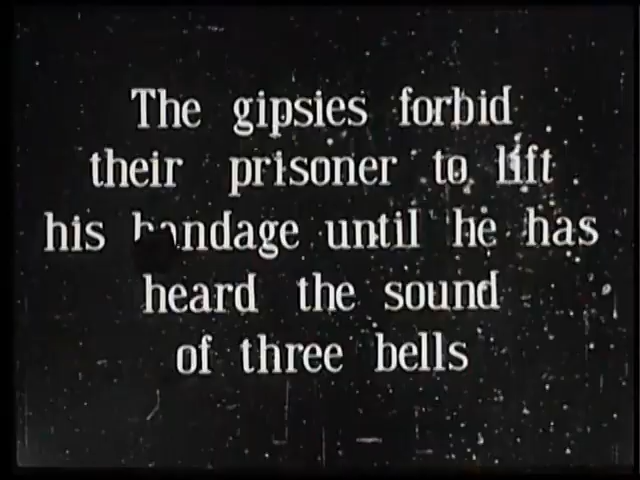 The gipsies forbid
their prisoner to lift
his bandage until he has
heard the sound
of three bells